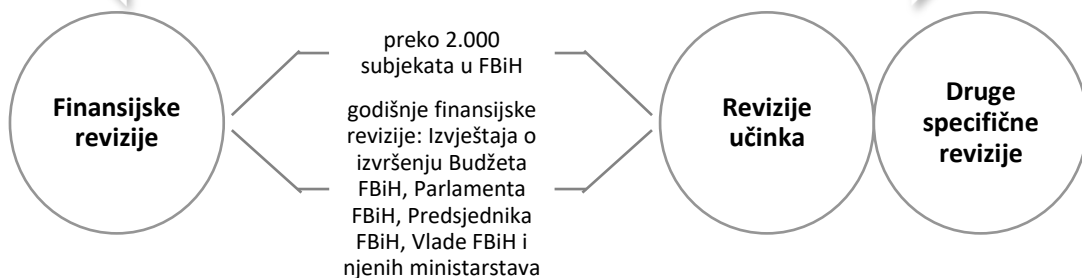 Finansijske
revizije
preko 2.000
subjekata u FBiH
godišnje finansijske
revizije: Izvještaja o
izvršenju Budžeta
FBiH, Parlamenta
FBiH, Predsjednika
FBiH, Vlade FBiH i
njenih ministarstava
Revizije
učinka
Druge
specifične
revizije